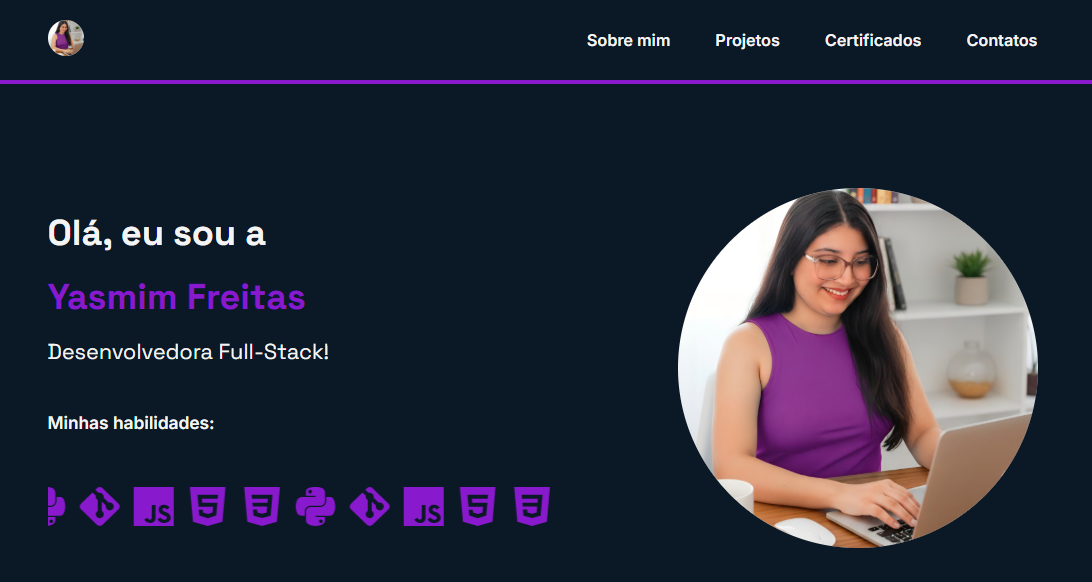 Sobre mim Projetos Certificados Contatos
Olá, eu sou a
Yasmim Freitas
Desenvolvedora Full-Stack!
Minhas habilidades:
JS 5 3 JS 5 3